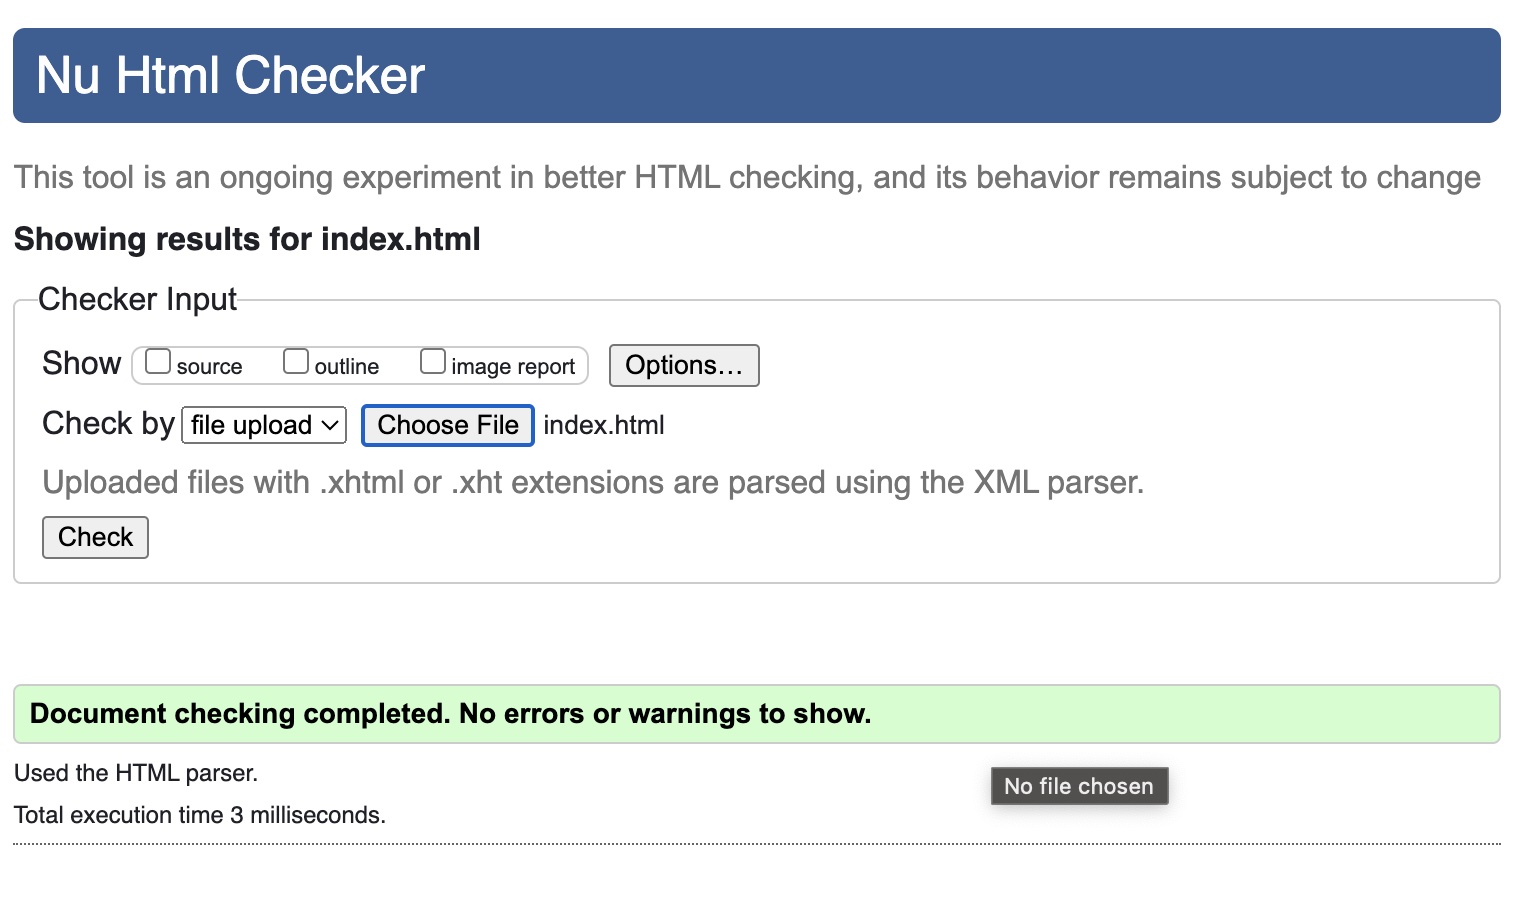 Nu Html Checker
This tool is an ongoing experiment in better HTML checking, and its behavior remains subject to change
Showing results for index.html
Checker Input
Show source outline image report Options…
Check by file upload Choose File index.html
Uploaded files with .xhtml or .xht extensions are parsed using the XML parser.
Check
Document checking completed. No errors or warnings to show.
Used the HTML parser.
No file chosen
Total execution time 3 milliseconds.